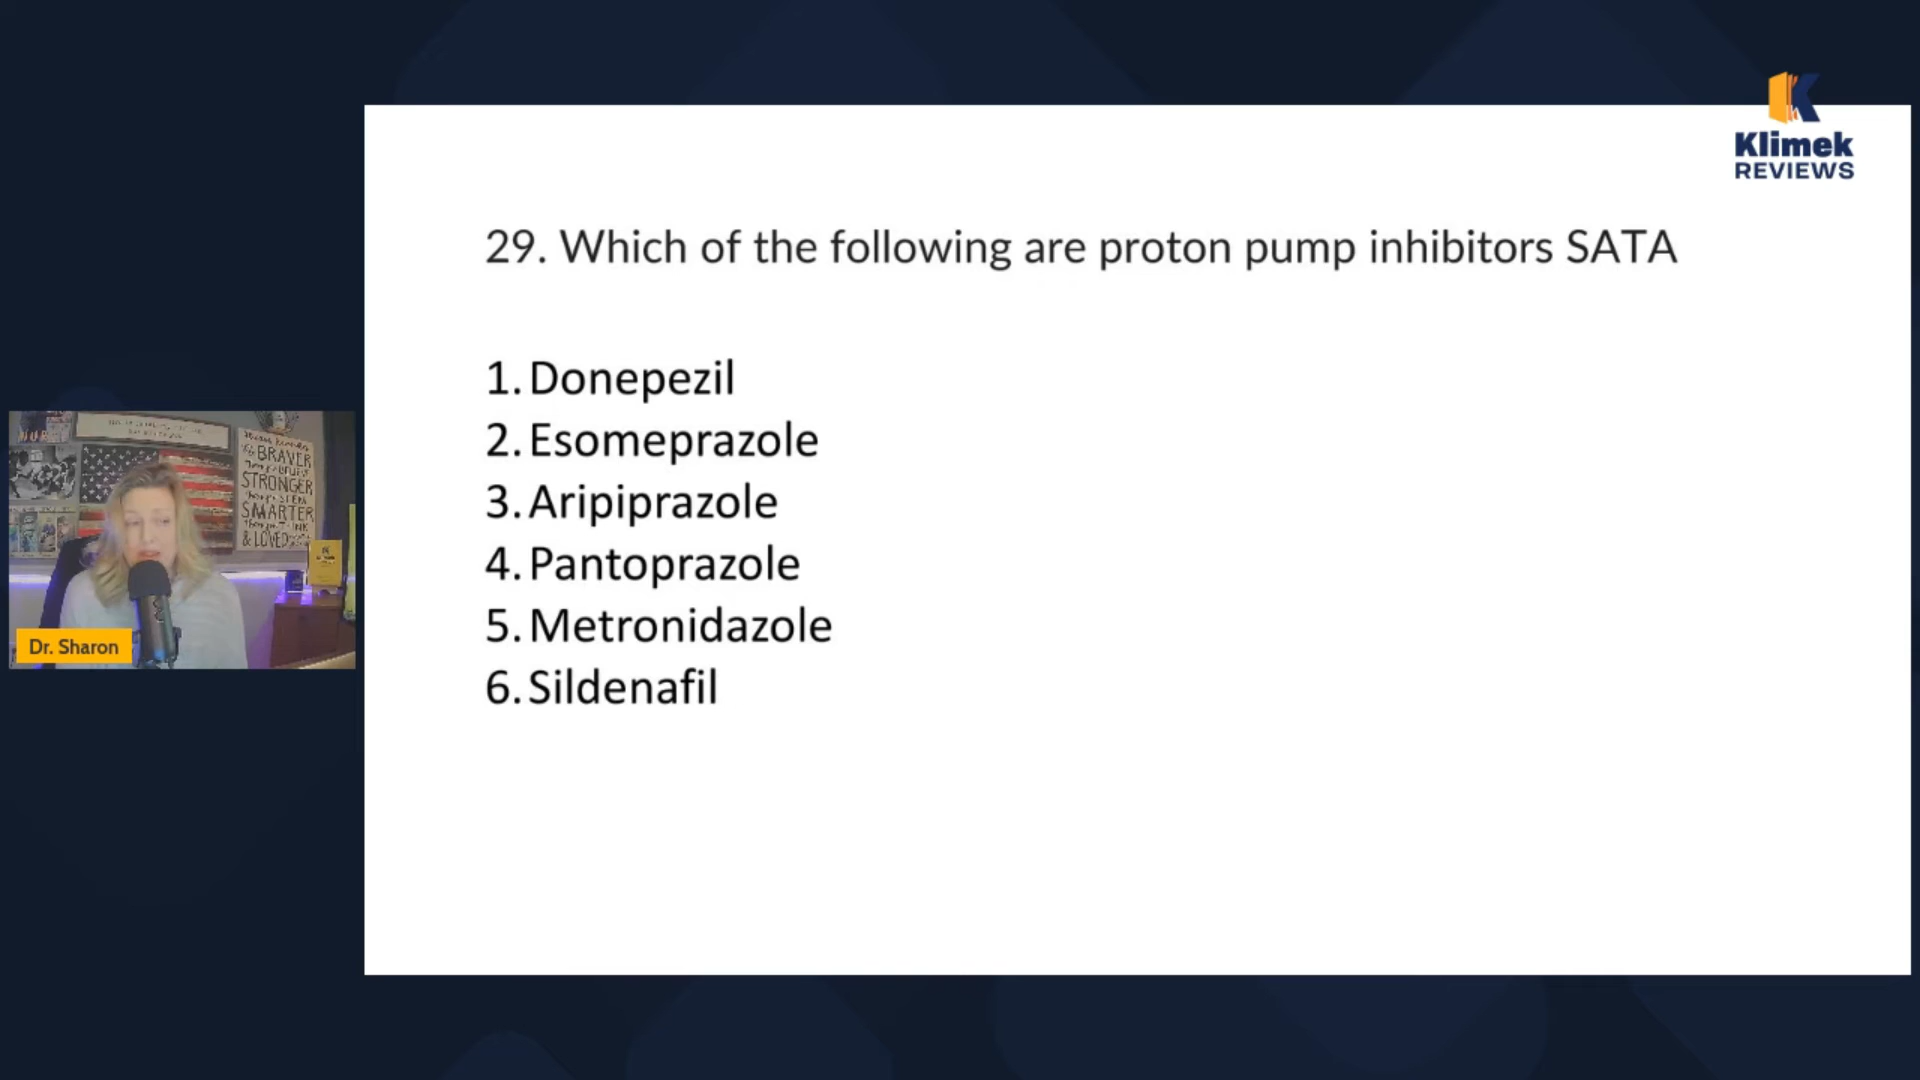 Klimek
REVIEWS
29. Which of the following are proton pump inhibitors SATA
1. Donepezil
2. Esomeprazole
3. Aripiprazole
4. Pantoprazole
5. Metronidazole
6. Sildenafil
BRAVER
STRONGER
SMARTER
& LOVED
Dr. Sharon